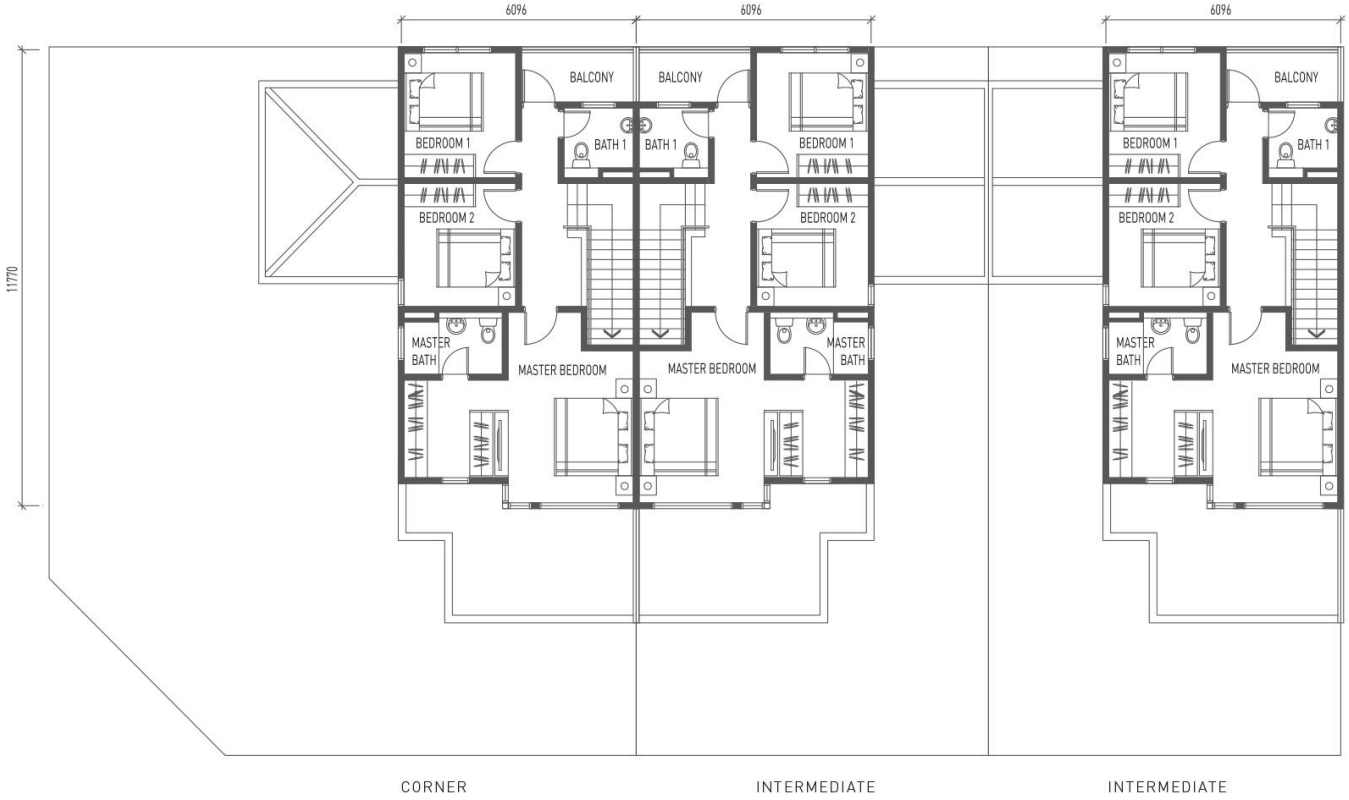 6096
6096
6096
11770
BALCONY
BALCONY
BALCONY
BEDROOM 1
BATH 1
BATH 1
BEDROOM 1
BEDROOM 1
BATH 1
BEDROOM 2
BEDROOM 2
BEDROOM 2
MASTER
BATH
MASTER BEDROOM
MASTER BEDROOM
MASTER
BATH
MASTER
BATH
MASTER BEDROOM
CORNER
INTERMEDIATE
INTERMEDIATE